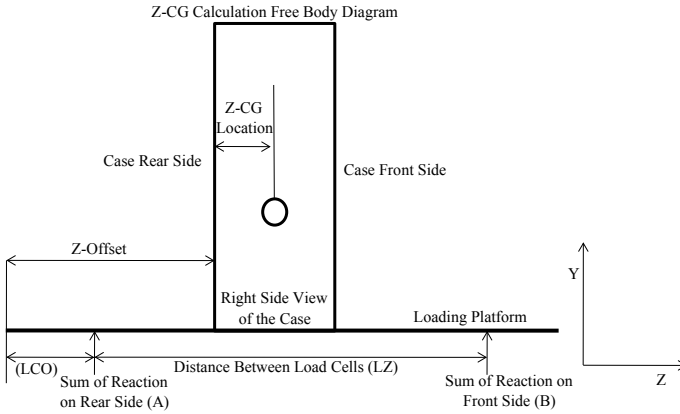 Z-CG Calculation Free Body Diagram
Z-CG
Location
Case Rear Side
Case Front Side
Z-Offset
Right Side View
of the Case
Loading Platform
Y
(LCO)
Distance Between Load Cells (LZ)
Z
Sum of Reaction
on Rear Side (A)
Sum of Reaction on
Front Side (B)